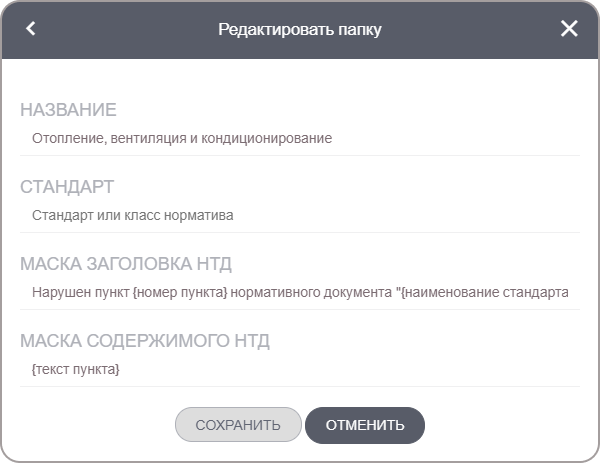 Редактировать папку
НАЗВАНИЕ
Отопление, вентиляция и кондиционирование
СТАНДАРТ
Стандарт или класс норматива
МАСКА ЗАГОЛОВКА НТД
Нарушен пункт {номер пункта} нормативного документа "{наименование стандарта
МАСКА СОДЕРЖИМОГО НТД
{текст пункта}
СОХРАНИТЬ ОТМЕНИТЬ